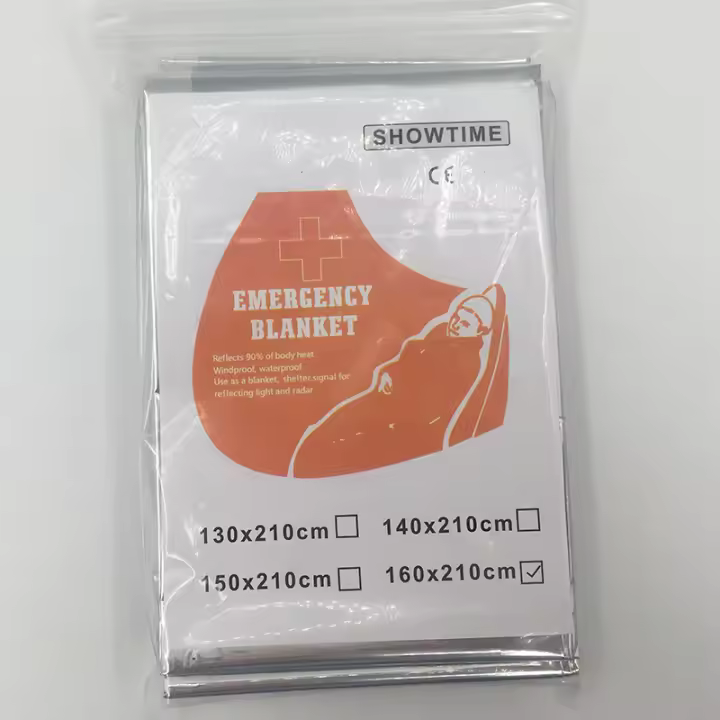 SHOWTIME
CE
EMERGENCY
BLANKET
Reflects 90% of body heat
Windproof, waterproof
Use as a blanket, shelter.signal for
reflecting light and radar
130x210cm
140x210cm
150x210cm
160x210cm